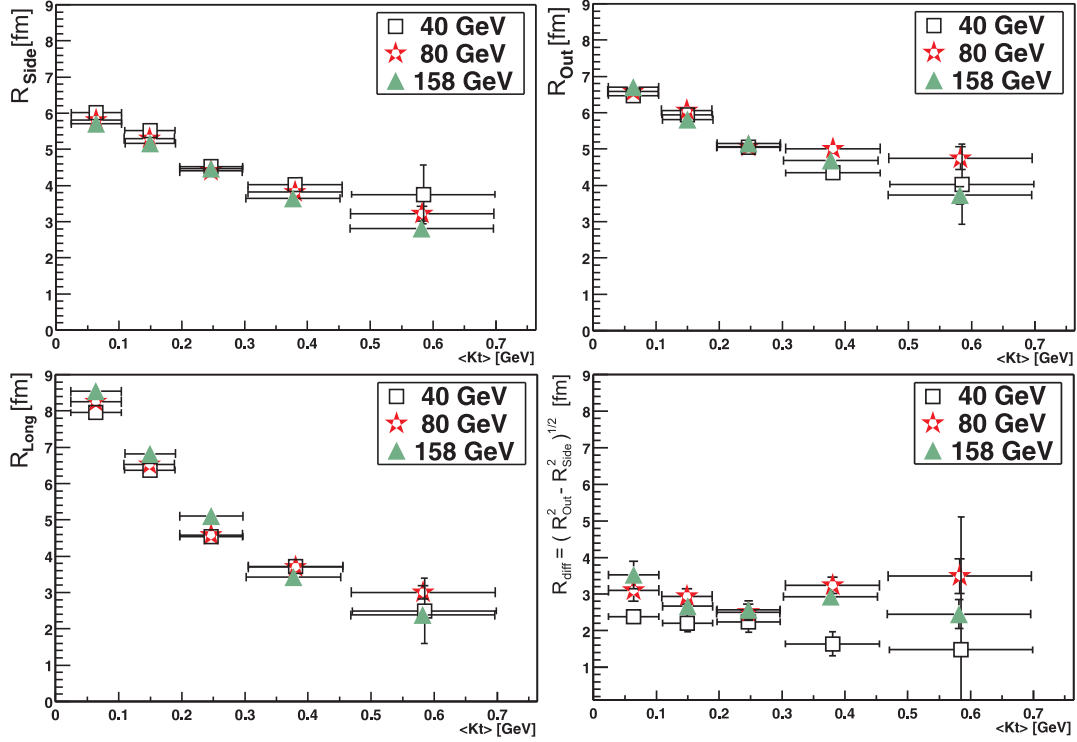 R_Side [fm]
9
8
7
6
5
4
3
2
1
0
40 GeV
80 GeV
158 GeV
0 0.1 0.2 0.3 0.4 0.5 0.6 0.7
<Kt> [GeV]
R_Out [fm]
9
8
7
6
5
4
3
2
1
0
40 GeV
80 GeV
158 GeV
0 0.1 0.2 0.3 0.4 0.5 0.6 0.7
<Kt> [GeV]
R_Long [fm]
9
8
7
6
5
4
3
2
1
0
40 GeV
80 GeV
158 GeV
0 0.1 0.2 0.3 0.4 0.5 0.6 0.7
<Kt> [GeV]
R_diff = ( R²_Out - R²_Side )^1/2 [fm]
9
8
7
6
5
4
3
2
1
40 GeV
80 GeV
158 GeV
0 0.1 0.2 0.3 0.4 0.5 0.6 0.7
<Kt> [GeV]